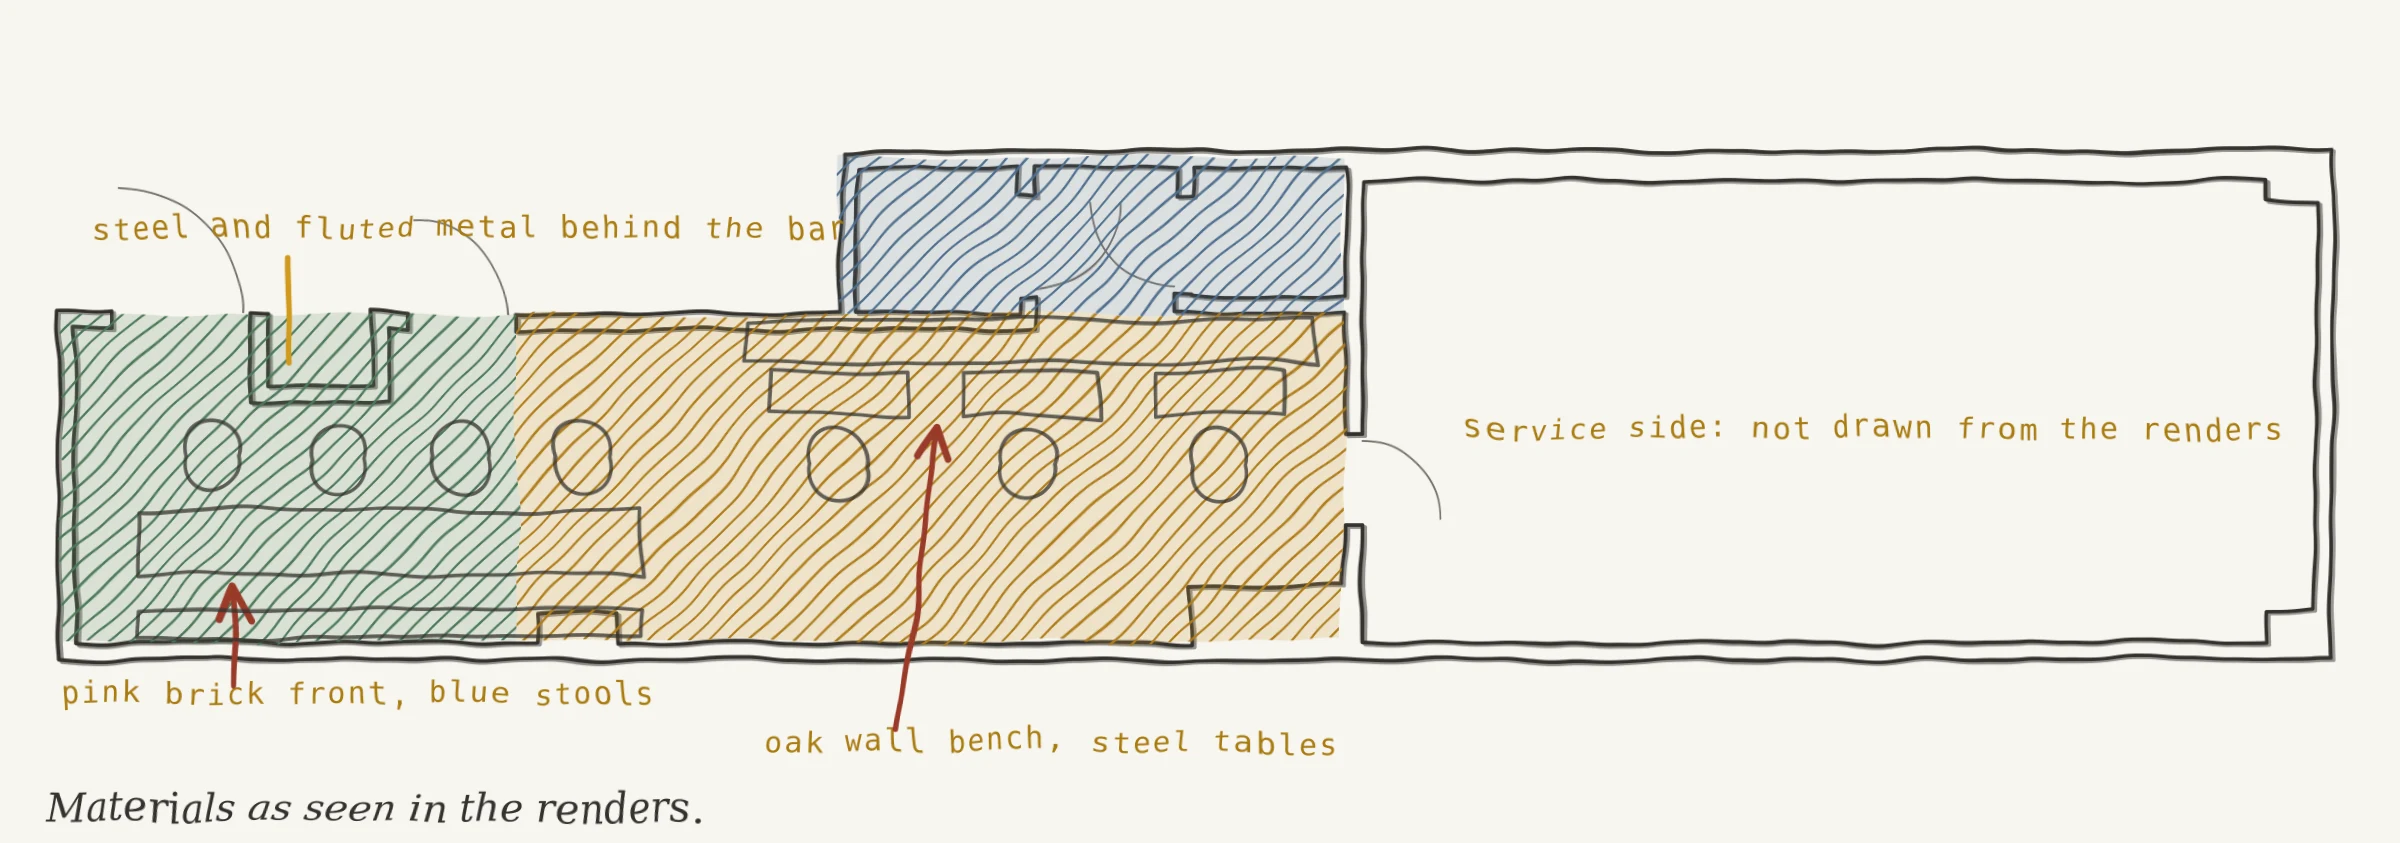 steel and fluted metal behind the bar
service side: not drawn from the renders
pink brick front, blue stools
oak wall bench, steel tables
Materials as seen in the renders.